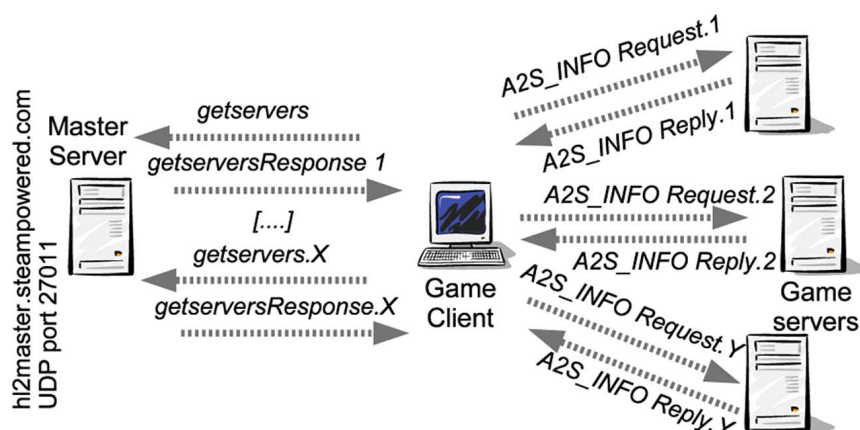 hl2master.steampowered.com
UDP port 27011
Master
Server
getservers
getserversResponse 1
[....]
getservers.X
getserversResponse.X
Game
Client
A2S_INFO Request.1
A2S_INFO Reply.1
A2S_INFO Request.2
A2S_INFO Reply.2
A2S_INFO Request.Y
A2S_INFO Reply.Y
Game
servers